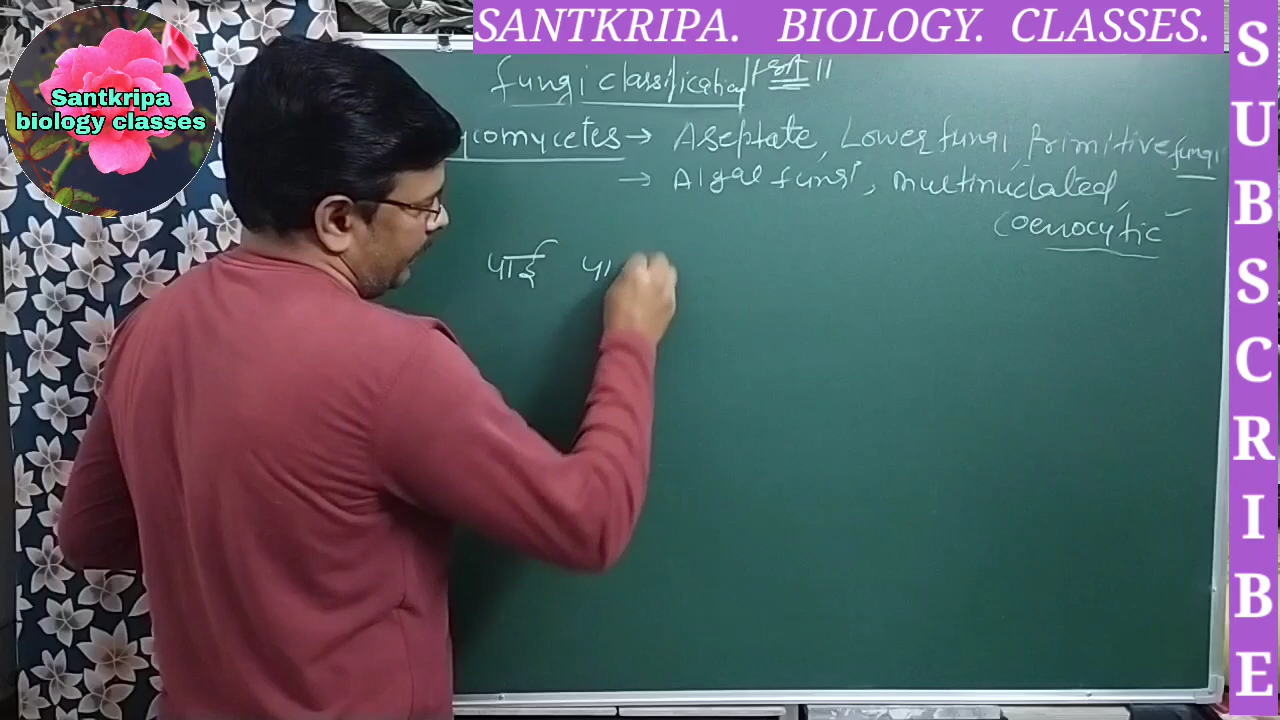 SANTKRIPA. BIOLOGY. CLASSES.
Santkripa
biology classes
SUBSCRIBE
fungi classification
ycomycetes → Aseptate, Lower fungi, Primitive fungi
→ Algal fungi, Multinucleated,
Coenocytic
पाई पा